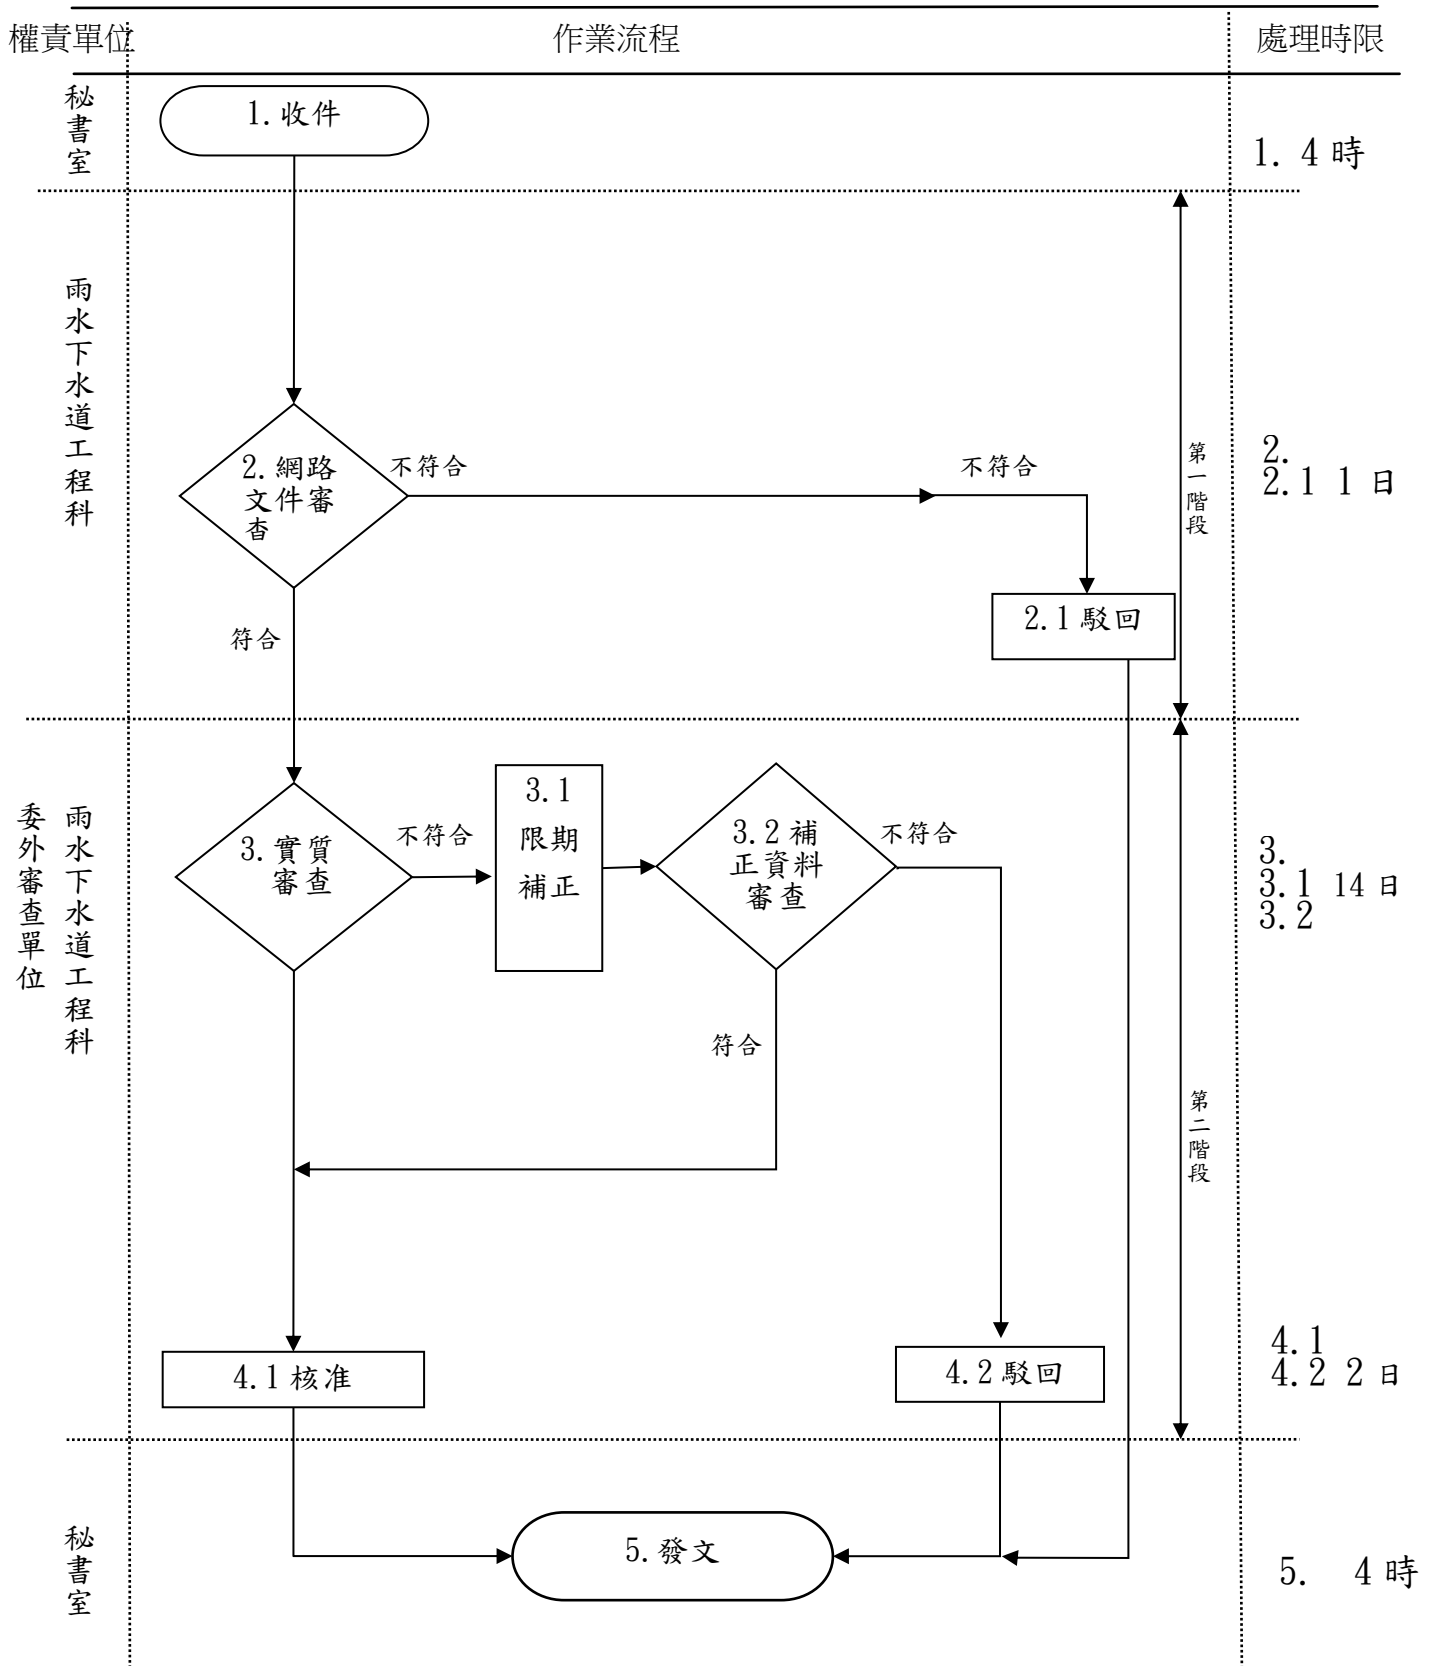 權責單位
作業流程
處理時限
秘書室
1.收件
1. 4時
雨水下水道工程科
2.網路
文件審
查
不符合
不符合
第一階段
2.
2.1 1日
2.1駁回
符合
委外審查單位
雨水下水道工程科
3.實質
審查
不符合
3.1
限期
補正
3.2補
正資料
審查
不符合
3.
3.1 14日
3.2
符合
第二階段
4.1核准
4.2駁回
4.1
4.2 2日
秘書室
5.發文
5. 4時